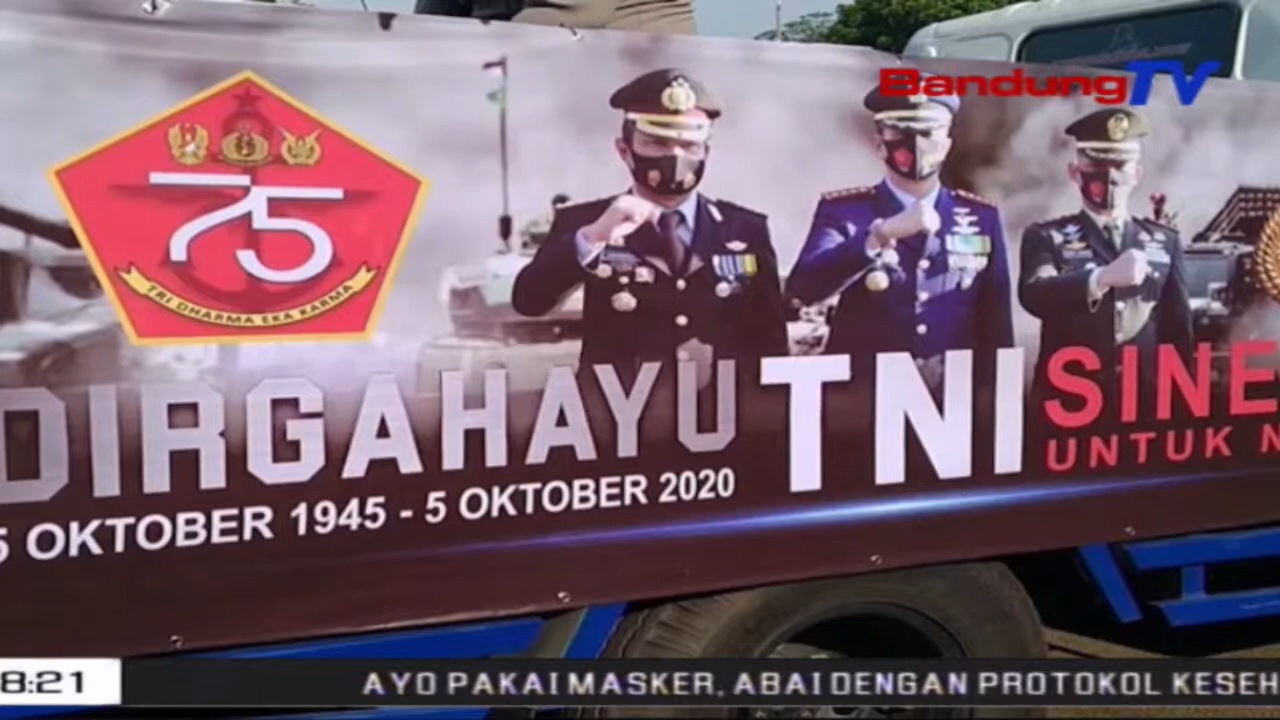 BandungTV
75
TRI DHARMA EKA KARMA
DIRGAHAYU TNI SINE
UNTUK
5 OKTOBER 1945 - 5 OKTOBER 2020
8:21 AYO PAKAI MASKER, ABAI DENGAN PROTOKOL KESEH